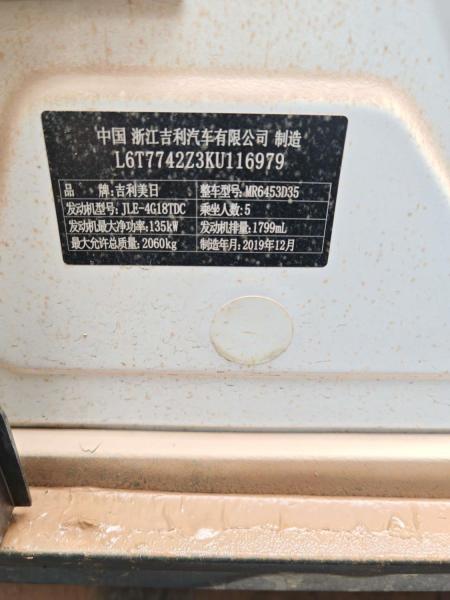 中国 浙江吉利汽车有限公司 制造
L6T7742Z3KU116979
品 牌:吉利美日 整车型号:MR6453D35
发动机型号:JLE-4G18TDC 乘坐人数:5
发动机最大净功率:135kW 发动机排量:1799mL
最大允许总质量:2060kg 制造年月:2019年12月